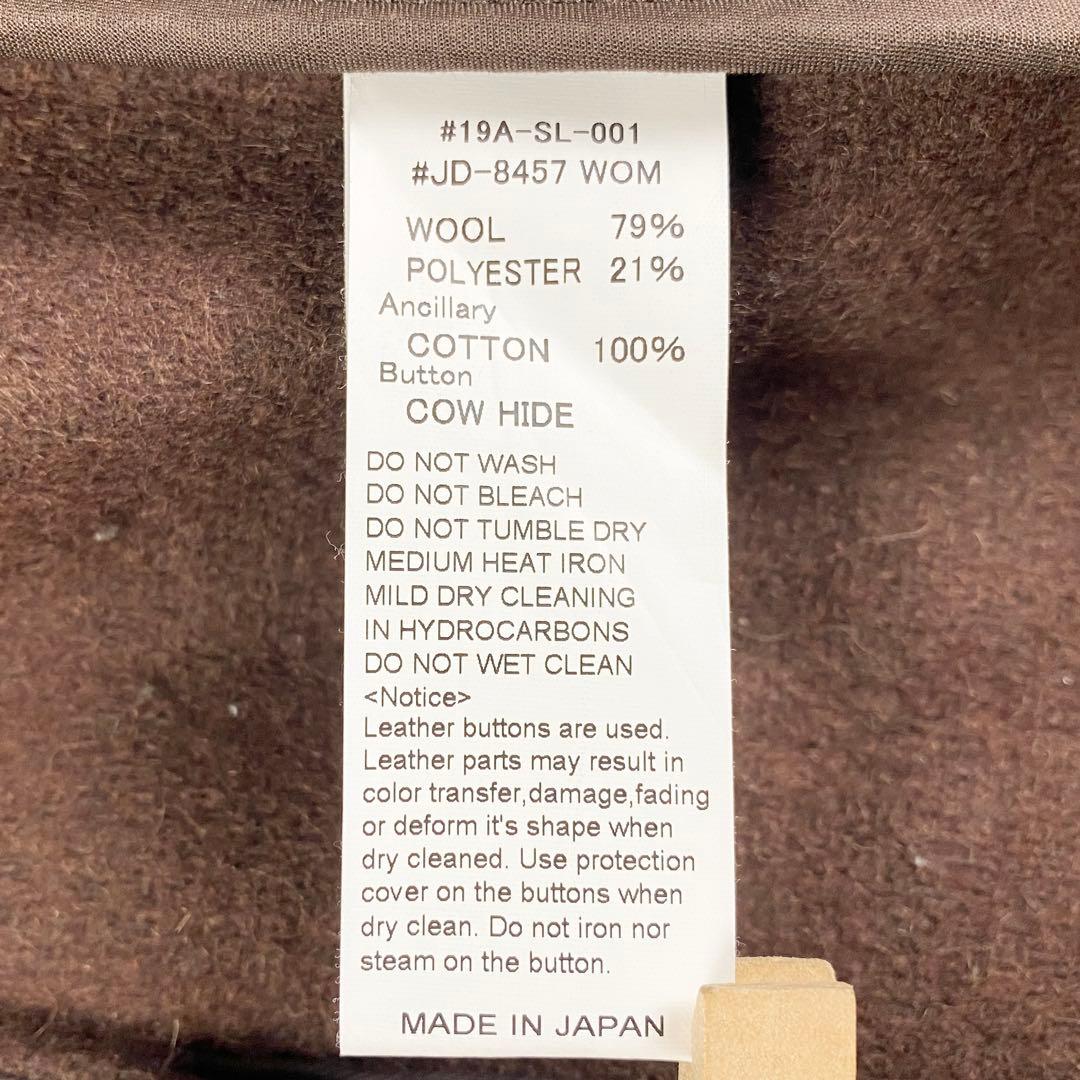 #19A-SL-001
#JD-8457 WOM
WOOL 79%
POLYESTER 21%
Ancillary
COTTON 100%
Button
COW HIDE
DO NOT WASH
DO NOT BLEACH
DO NOT TUMBLE DRY
MEDIUM HEAT IRON
MILD DRY CLEANING
IN HYDROCARBONS
DO NOT WET CLEAN
<Notice>
Leather buttons are used.
Leather parts may result in
color transfer,damage,fading
or deform it's shape when
dry cleaned. Use protection
cover on the buttons when
dry clean. Do not iron nor
steam on the button.
MADE IN JAPAN